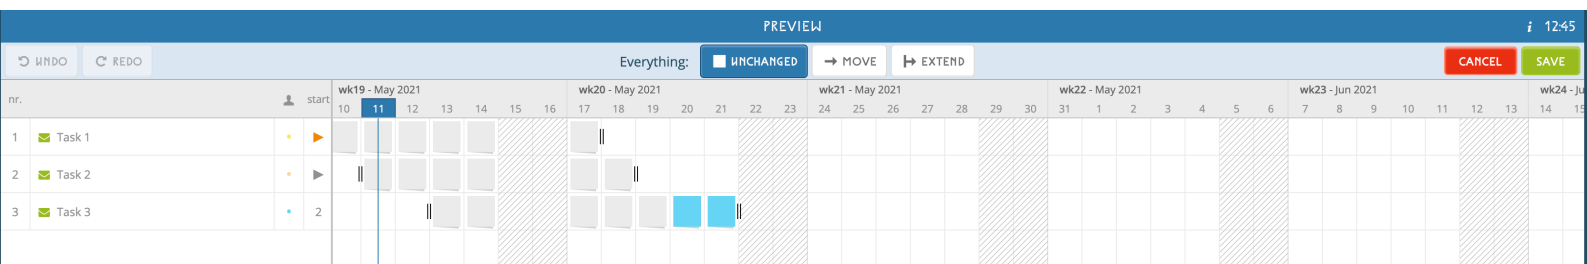 PREVIEW
i 12:45
UNDO REDO Everything: UNCHANGED MOVE EXTEND CANCEL SAVE
wk19 - May 2021 wk20 - May 2021 wk21 - May 2021 wk22 - May 2021 wk23 - Jun 2021 wk24 - Ju
nr. start
10 11 12 13 14 15 16 17 18 19 20 21 22 23 24 25 26 27 28 29 30 31 1 2 3 4 5 6 7 8 9 10 11 12 13 14 15
1 Task 1
2 Task 2
3 Task 3 2